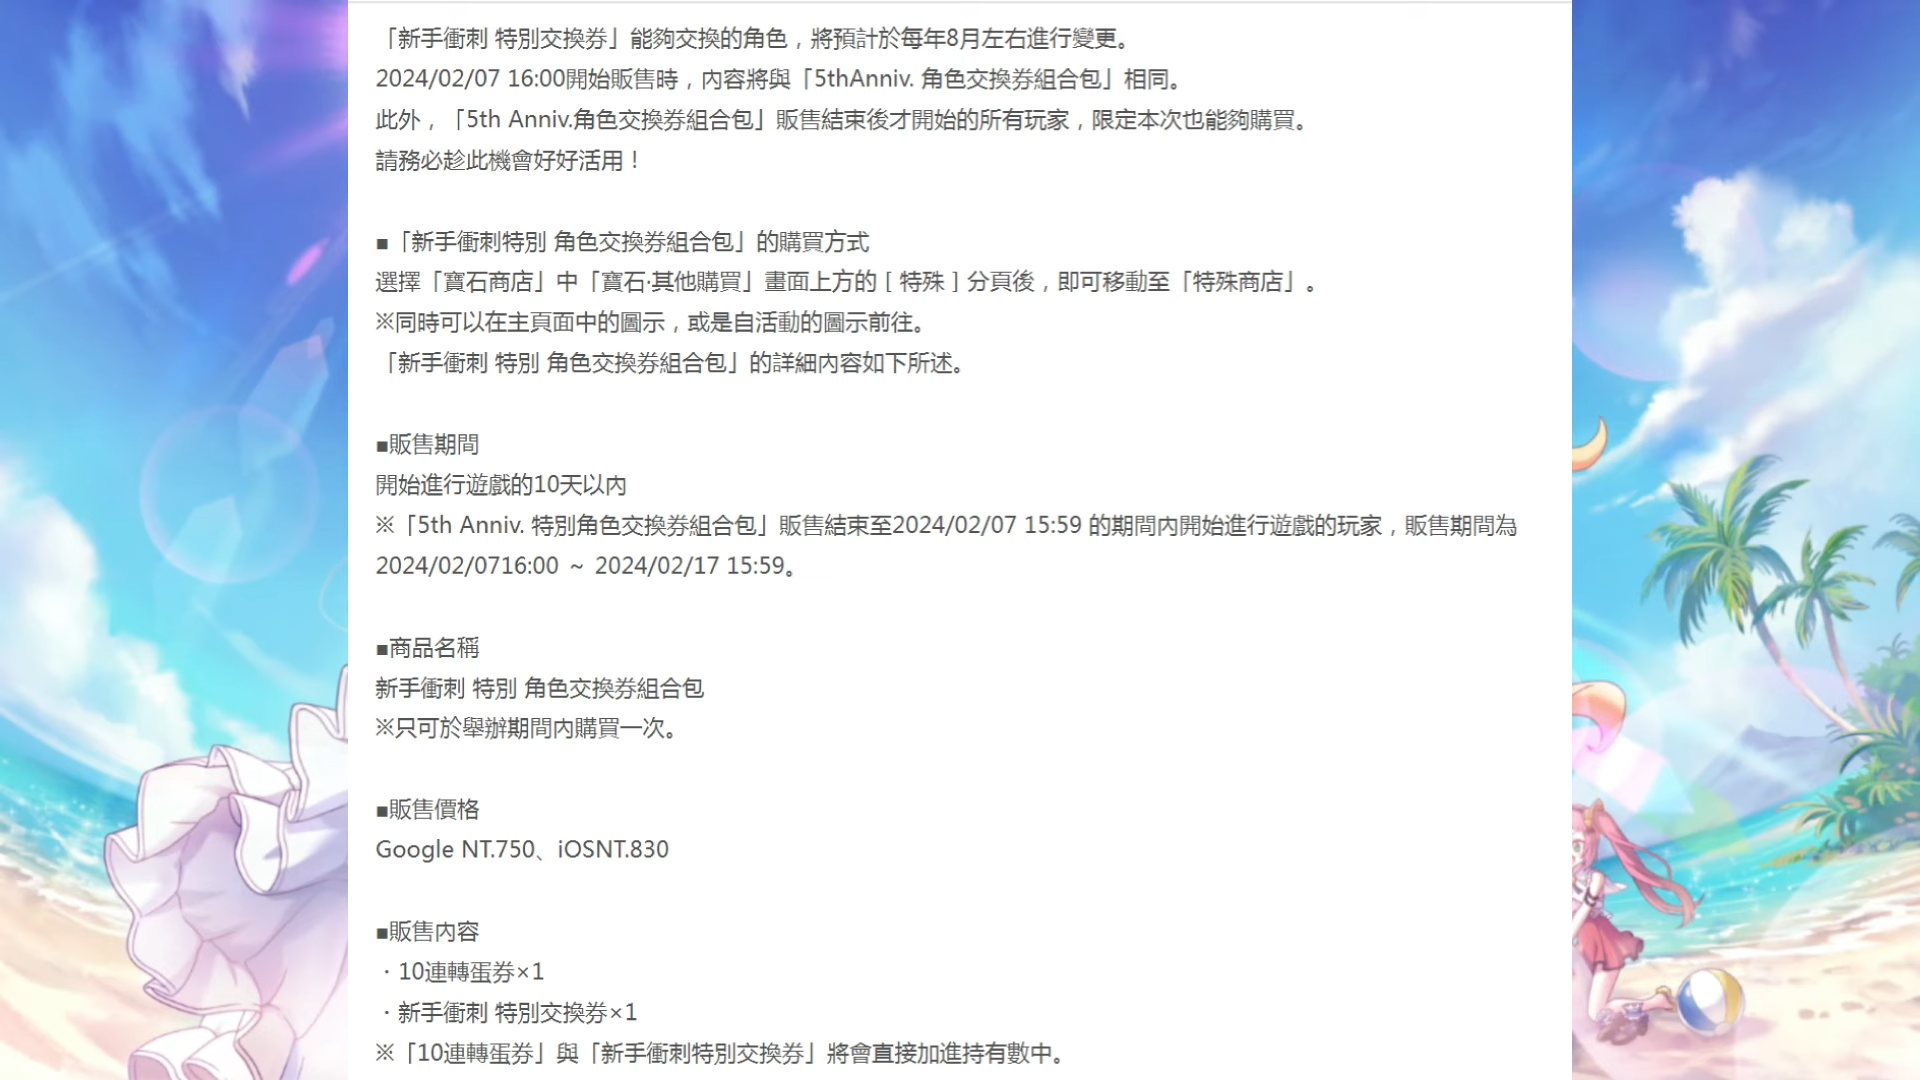 「新手衝刺 特別交換券」能夠交換的角色，將預計於每年8月左右進行變更。
2024/02/07 16:00開始販售時，內容將與「5thAnniv. 角色交換券組合包」相同。
此外，「5th Anniv.角色交換券組合包」販售結束後才開始的所有玩家，限定本次也能夠購買。
請務必趁此機會好好活用！
■「新手衝刺特別 角色交換券組合包」的購買方式
選擇「寶石商店」中「寶石·其他購買」畫面上方的［特殊］分頁後，即可移動至「特殊商店」。
※同時可以在主頁面中的圖示，或是自活動的圖示前往。
「新手衝刺 特別 角色交換券組合包」的詳細內容如下所述。
■販售期間
開始進行遊戲的10天以內
※「5th Anniv. 特別角色交換券組合包」販售結束至2024/02/07 15:59 的期間內開始進行遊戲的玩家，販售期間為
2024/02/0716:00 ～ 2024/02/17 15:59。
■商品名稱
新手衝刺 特別 角色交換券組合包
※只可於舉辦期間內購買一次。
■販售價格
Google NT.750、iOSNT.830
■販售內容
・10連轉蛋券×1
・新手衝刺 特別交換券×1
※「10連轉蛋券」與「新手衝刺特別交換券」將會直接加進持有數中。